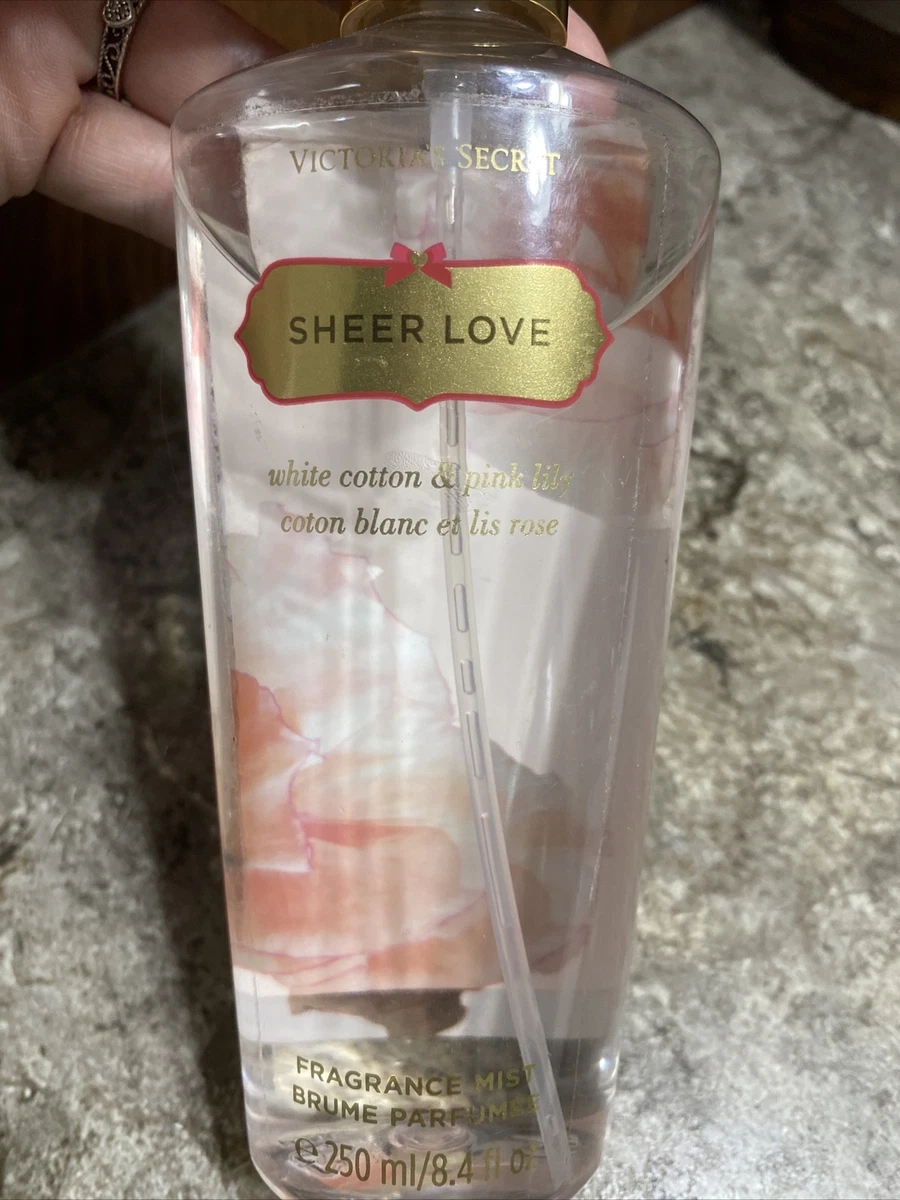 VICTORIA'S SECRET
SHEER LOVE
white cotton & pink lily
coton blanc et lis rose
FRAGRANCE MIST
BRUME PARFUMÉE
℮ 250 ml/8.4 fl oz